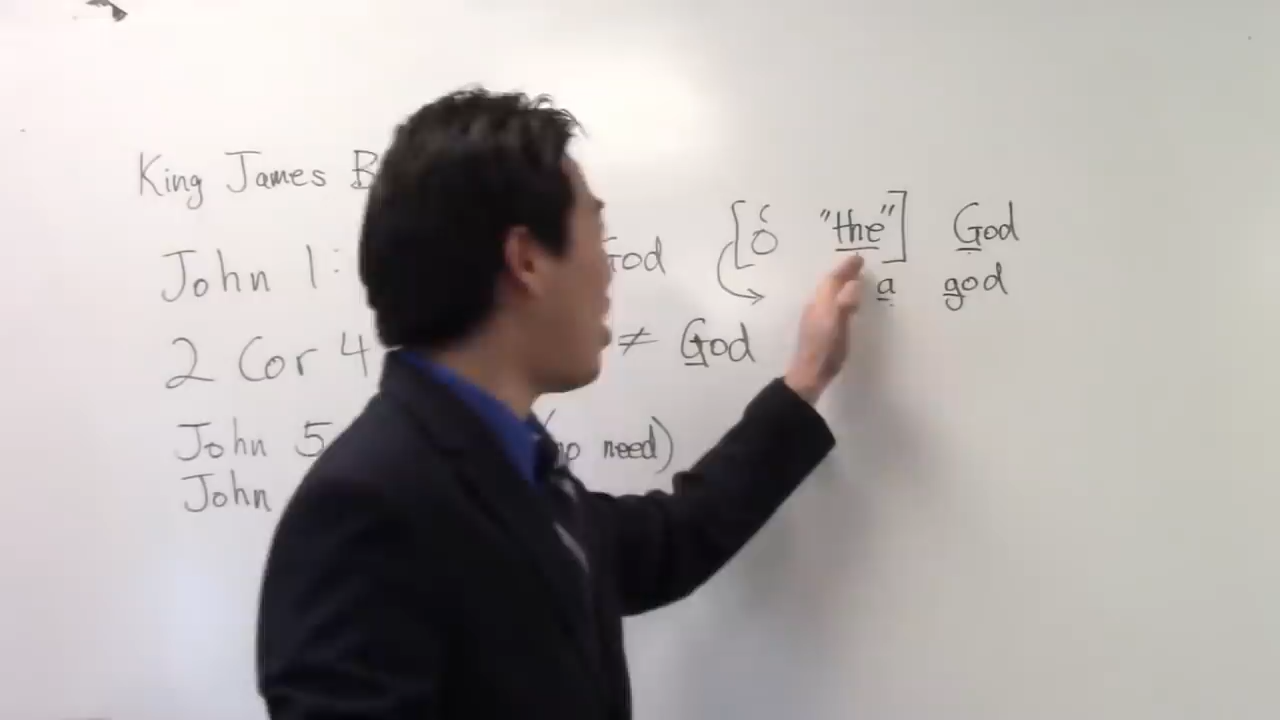 King James B
John 1: God ["ὁ "the"] God
a god
2 Cor 4 ≠ God
John 5 (no need)
John